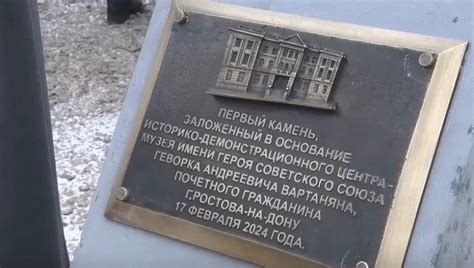 ПЕРВЫЙ КАМЕНЬ,
ЗАЛОЖЕННЫЙ В ОСНОВАНИЕ
ИСТОРИКО-ДЕМОНСТРАЦИОННОГО ЦЕНТРА-
МУЗЕЯ ИМЕНИ ГЕРОЯ СОВЕТСКОГО СОЮЗА
ГЕВОРКА АНДРЕЕВИЧА ВАРТАНЯНА,
ПОЧЕТНОГО ГРАЖДАНИНА
Г.РОСТОВА-НА-ДОНУ
17 ФЕВРАЛЯ 2024 ГОДА.